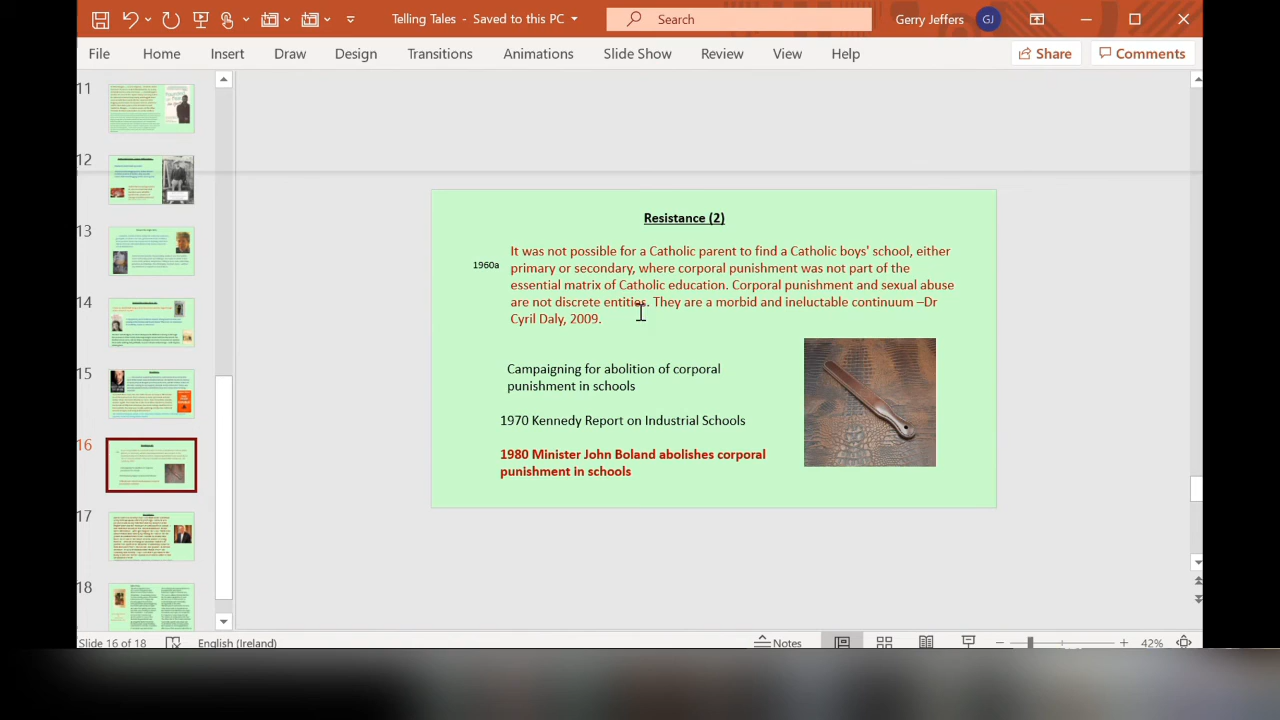 Telling Tales - Saved to this PC
Search
Gerry Jeffers
GJ
File
Home
Insert
Draw
Design
Transitions
Animations
Slide Show
Review
View
Help
Share
Comments
11
12
13
14
15
16
17
18
Resistance (2)
1960a
It was not possible for a Catholic parent to find a Catholic boys' school, either
primary or secondary, where corporal punishment was not part of the
essential matrix of Catholic education. Corporal punishment and sexual abuse
are not discrete entities. They are a morbid and ineluctable continuum –Dr
Cyril Daly, 2009.
Campaigning for abolition of corporal
punishment in schools
1970 Kennedy Report on Industrial Schools
1980 Minister John Boland abolishes corporal
punishment in schools
Slide 16 of 18
English (Ireland)
Notes
42%